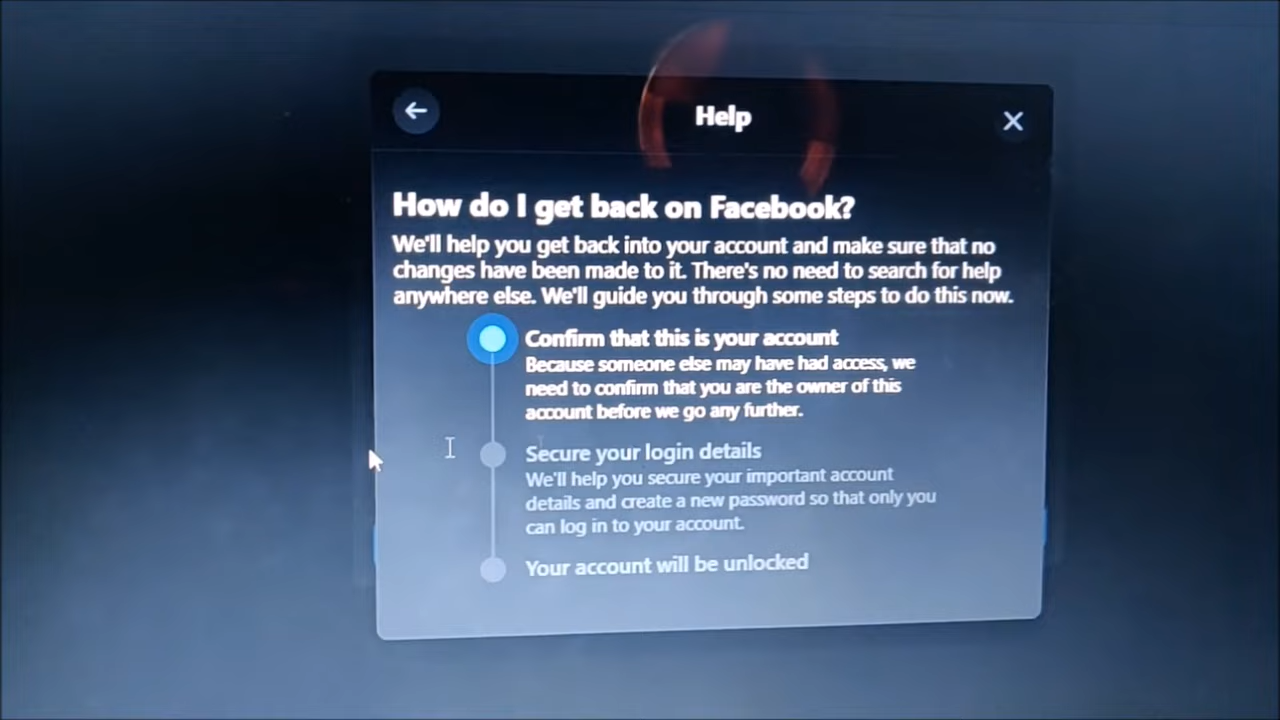 Help
How do I get back on Facebook?
We'll help you get back into your account and make sure that no
changes have been made to it. There's no need to search for help
anywhere else. We'll guide you through some steps to do this now.
Confirm that this is your account
Because someone else may have had access, we
need to confirm that you are the owner of this
account before we go any further.
Secure your login details
We'll help you secure your important account
details and create a new password so that only you
can log in to your account.
Your account will be unlocked